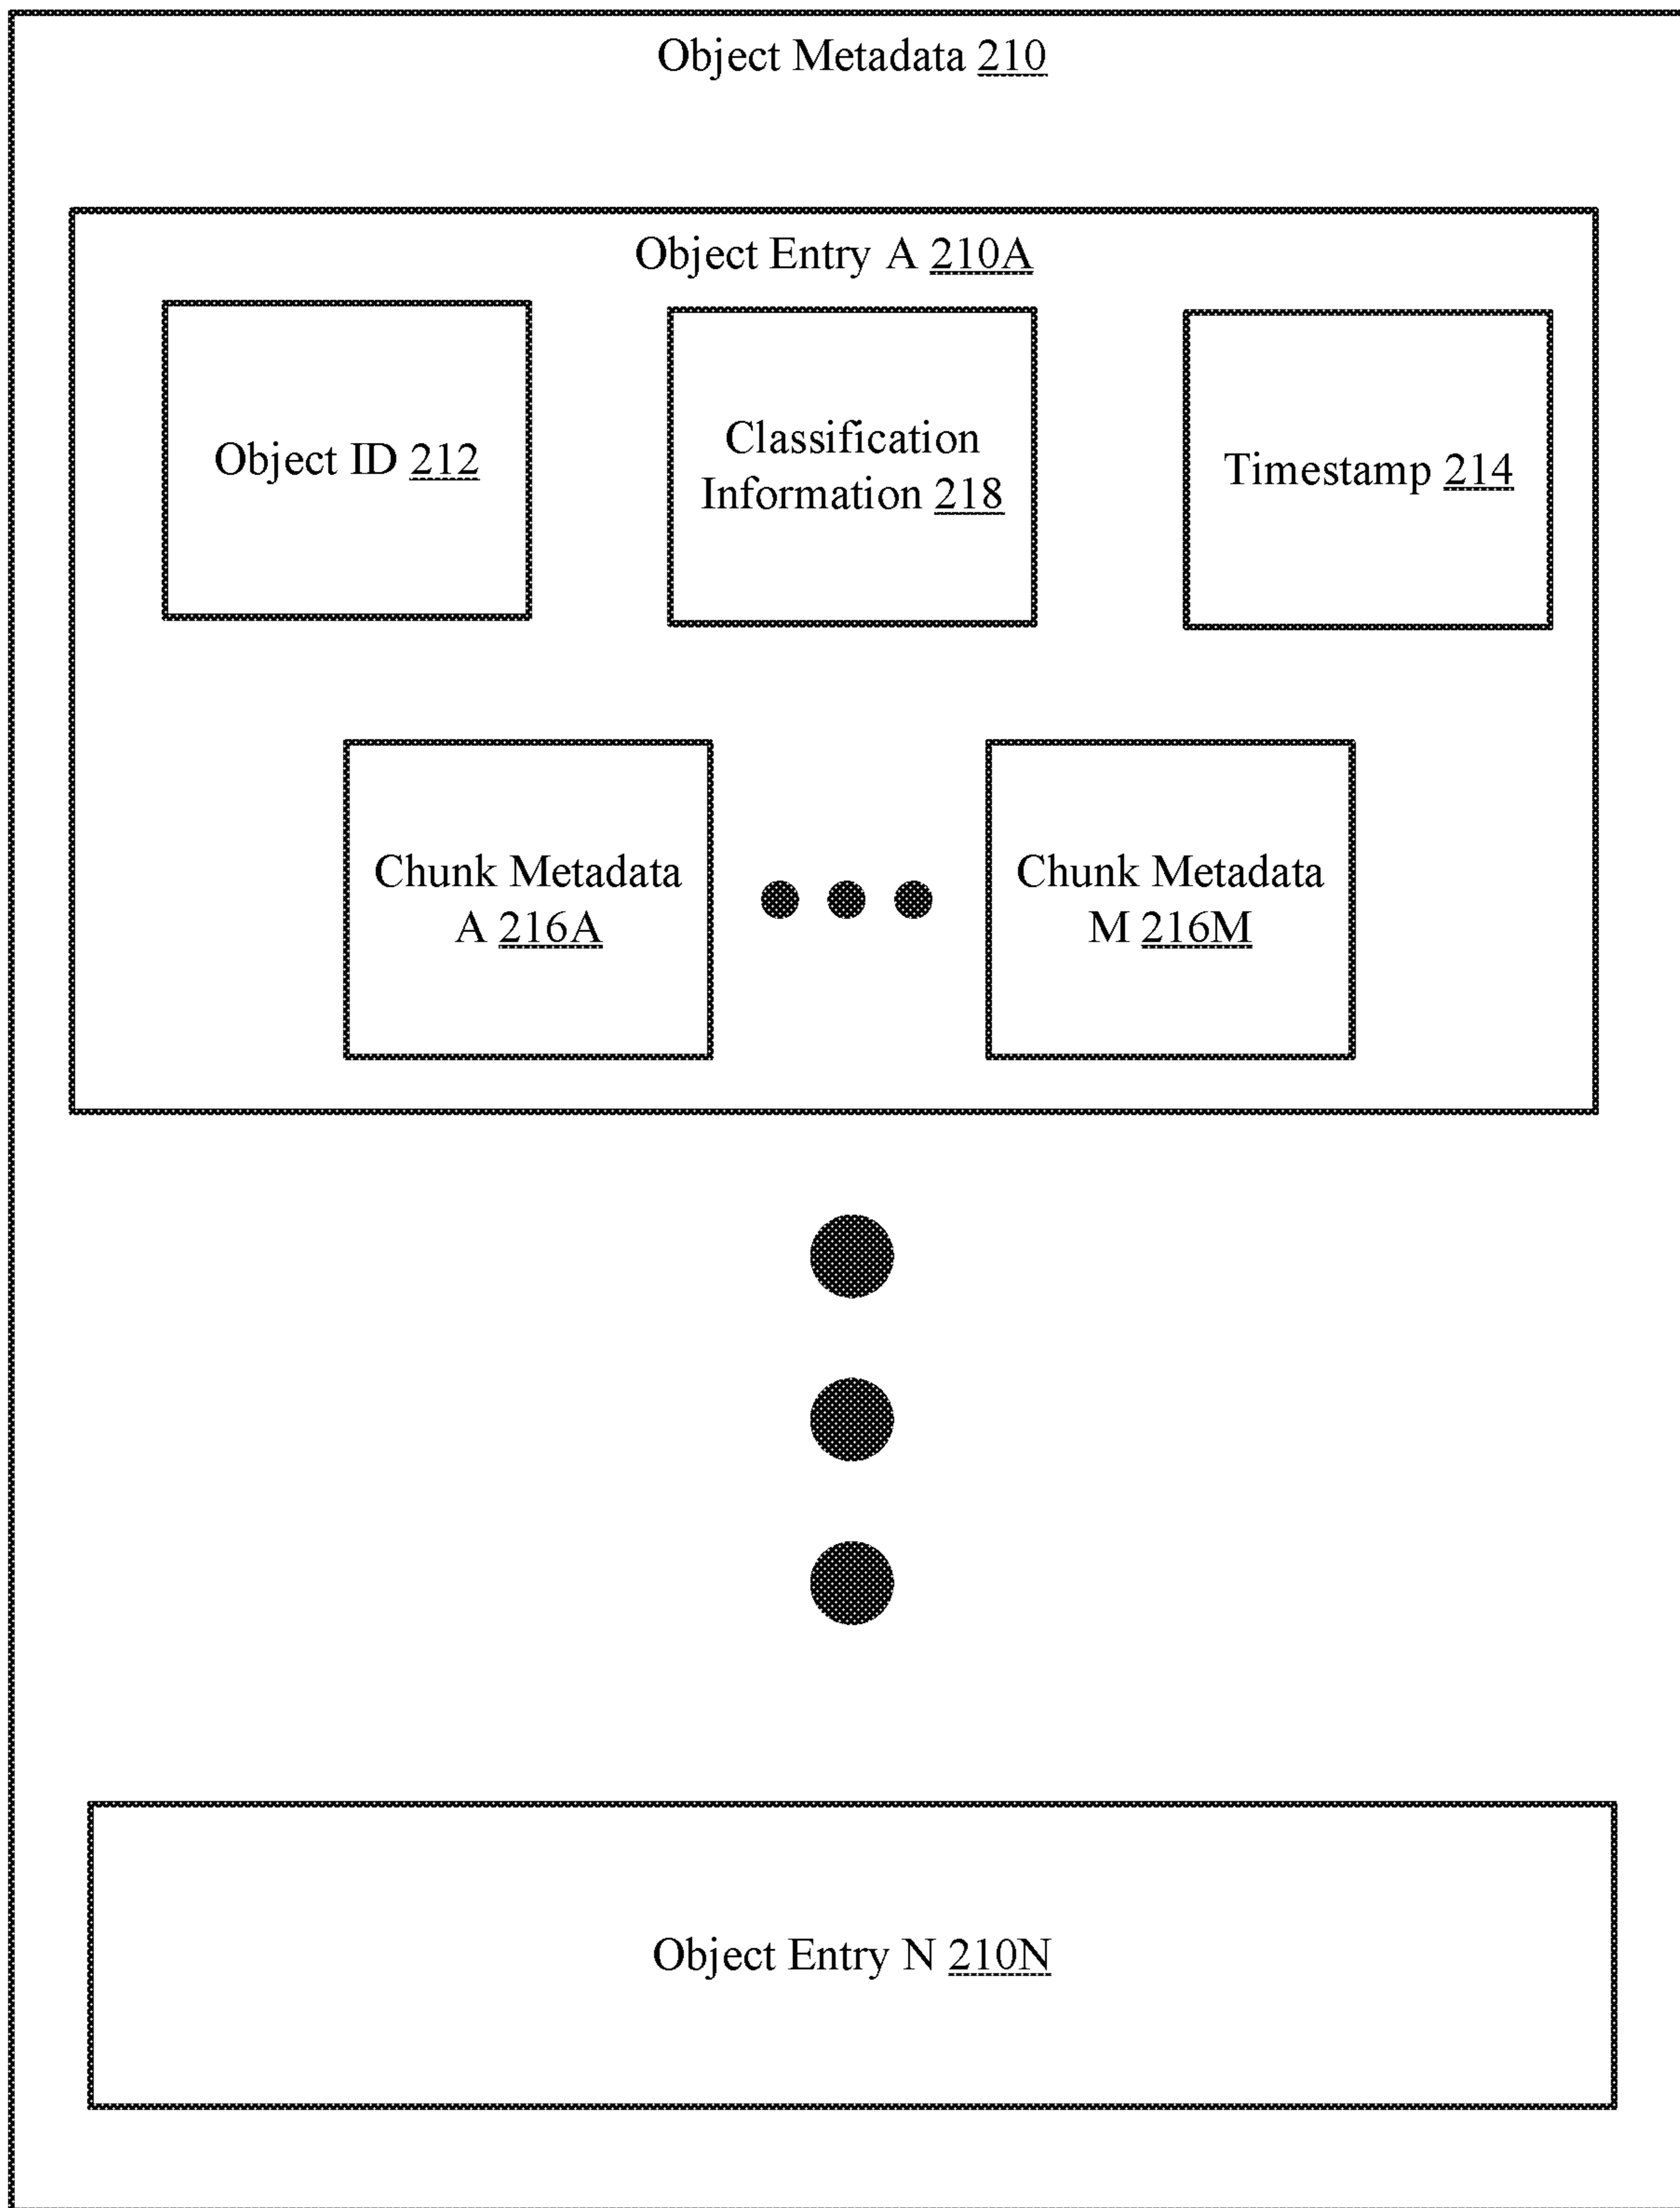 Object Metadata 210
Object Entry A 210A
Object ID 212
Classification
Information 218
Timestamp 214
Chunk Metadata
A 216A
Chunk Metadata
M 216M
Object Entry N 210N